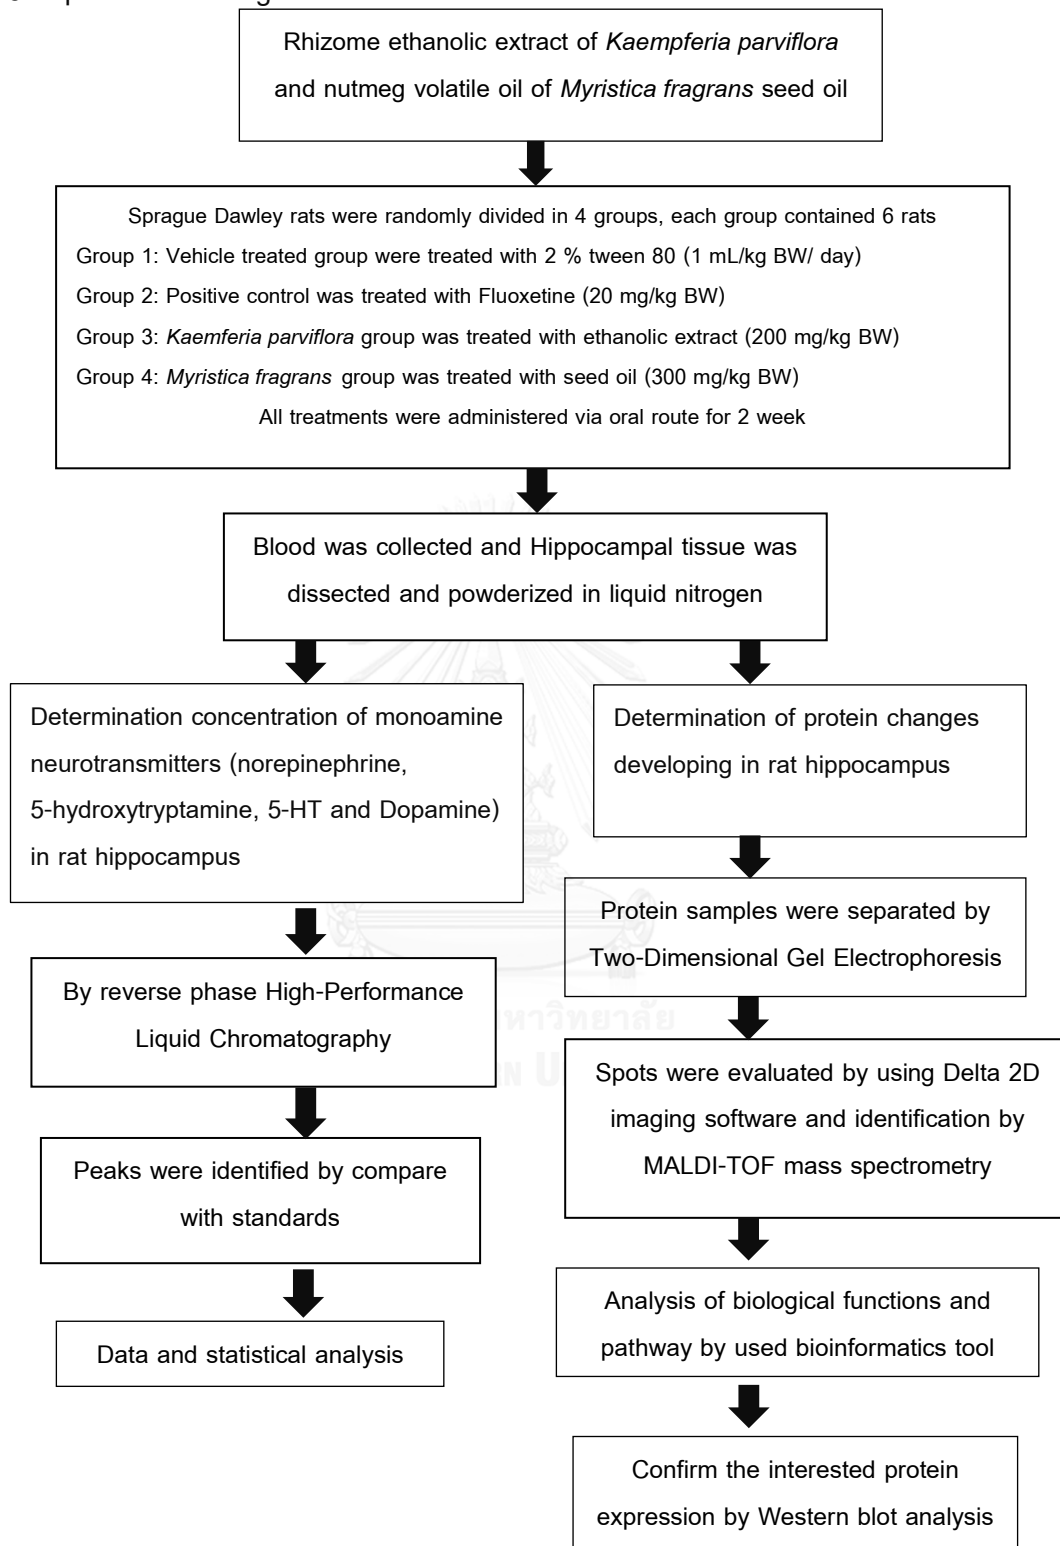 Rhizome ethanolic extract of Kaempferia parviflora
and nutmeg volatile oil of Myristica fragrans seed oil
Sprague Dawley rats were randomly divided in 4 groups, each group contained 6 rats
Group 1: Vehicle treated group were treated with 2 % tween 80 (1 mL/kg BW/ day)
Group 2: Positive control was treated with Fluoxetine (20 mg/kg BW)
Group 3: Kaemferia parviflora group was treated with ethanolic extract (200 mg/kg BW)
Group 4: Myristica fragrans group was treated with seed oil (300 mg/kg BW)
All treatments were administered via oral route for 2 week
Blood was collected and Hippocampal tissue was
dissected and powderized in liquid nitrogen
Determination concentration of monoamine
neurotransmitters (norepinephrine,
5-hydroxytryptamine, 5-HT and Dopamine)
in rat hippocampus
By reverse phase High-Performance
Liquid Chromatography
Peaks were identified by compare
with standards
Data and statistical analysis
Determination of protein changes
developing in rat hippocampus
Protein samples were separated by
Two-Dimensional Gel Electrophoresis
หาวิทยาลัย
RN U
Spots were evaluated by using Delta 2D
imaging software and identification by
MALDI-TOF mass spectrometry
Analysis of biological functions and
pathway by used bioinformatics tool
Confirm the interested protein
expression by Western blot analysis